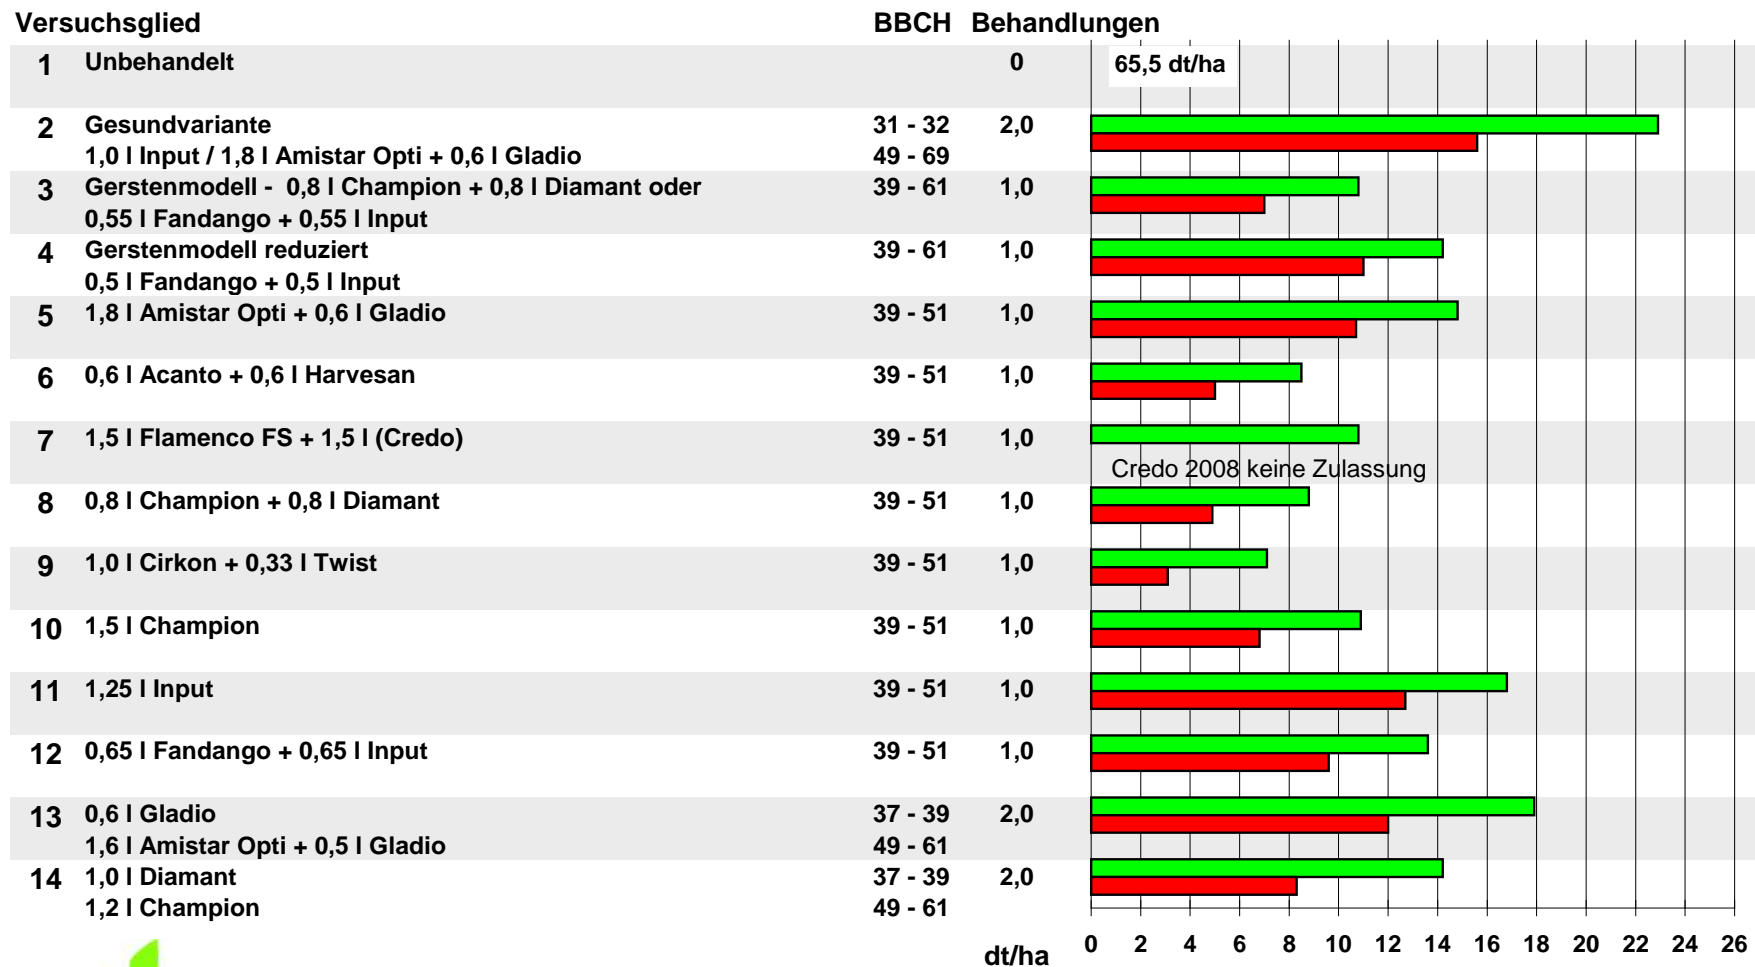 Versuchsglied BBCH Behandlungen
1 Unbehandelt 0 65,5 dt/ha
2 Gesundvariante 31 - 32 2,0
1,0 l Input / 1,8 l Amistar Opti + 0,6 l Gladio 49 - 69
3 Gerstenmodell - 0,8 l Champion + 0,8 l Diamant oder 39 - 61 1,0
0,55 l Fandango + 0,55 l Input
4 Gerstenmodell reduziert 39 - 61 1,0
0,5 l Fandango + 0,5 l Input
5 1,8 l Amistar Opti + 0,6 l Gladio 39 - 51 1,0
6 0,6 l Acanto + 0,6 l Harvesan 39 - 51 1,0
7 1,5 l Flamenco FS + 1,5 l (Credo) 39 - 51 1,0
Credo 2008 keine Zulassung
8 0,8 l Champion + 0,8 l Diamant 39 - 51 1,0
9 1,0 l Cirkon + 0,33 l Twist 39 - 51 1,0
10 1,5 l Champion 39 - 51 1,0
11 1,25 l Input 39 - 51 1,0
12 0,65 l Fandango + 0,65 l Input 39 - 51 1,0
13 0,6 l Gladio 37 - 39 2,0
1,6 l Amistar Opti + 0,5 l Gladio 49 - 61
14 1,0 l Diamant 37 - 39 2,0
1,2 l Champion 49 - 61
dt/ha 0 2 4 6 8 10 12 14 16 18 20 22 24 26